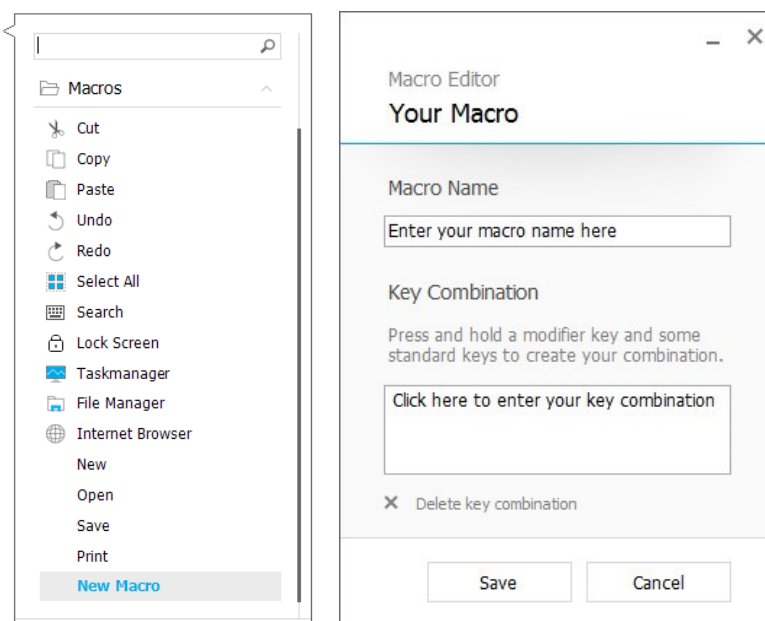 Macros
Cut
Copy
Paste
Undo
Redo
Select All
Search
Lock Screen
Taskmanager
File Manager
Internet Browser
New
Open
Save
Print
New Macro
Macro Editor
Your Macro
Macro Name
Enter your macro name here
Key Combination
Press and hold a modifier key and some
standard keys to create your combination.
Click here to enter your key combination
Delete key combination
Save
Cancel